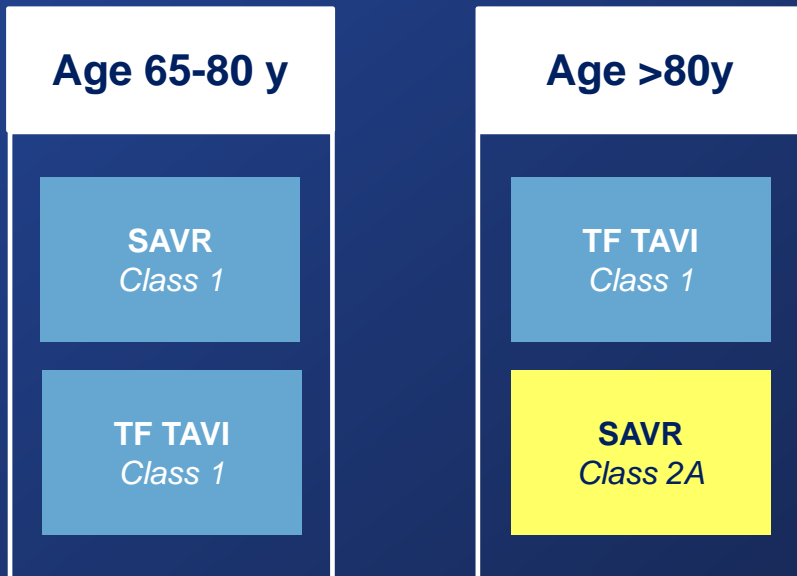 Age 65-80 y
SAVR
Class 1
TF TAVI
Class 1
Age >80y
TF TAVI
Class 1
SAVR
Class 2A